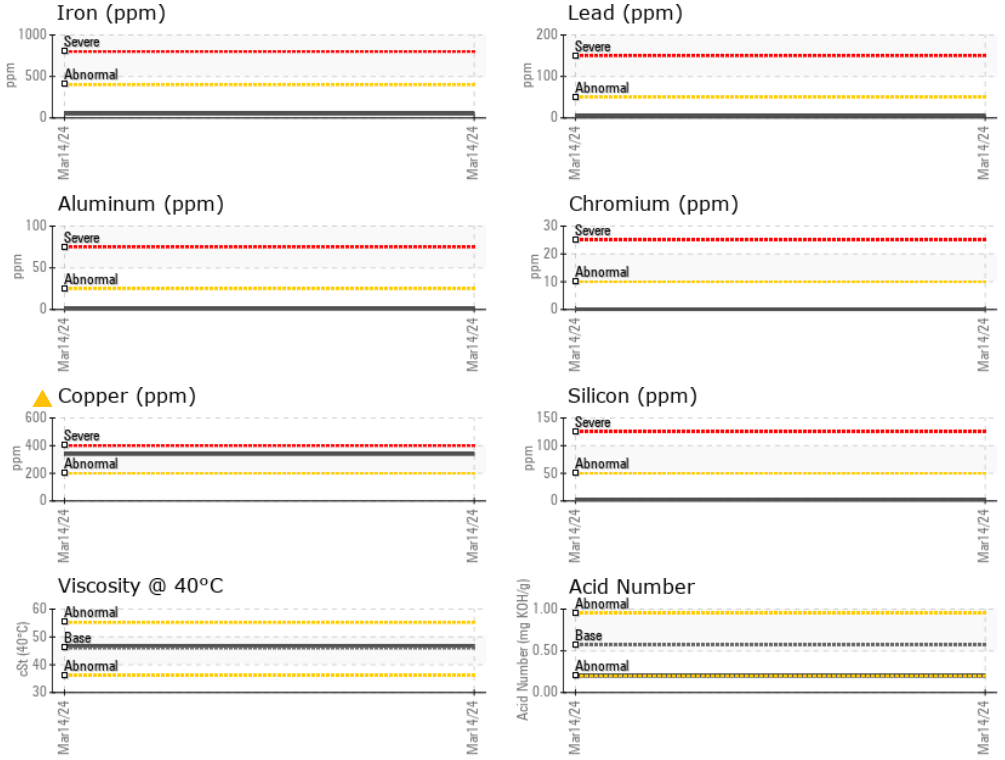 Iron (ppm)
1000
500
0
ppm
Severe
Abnormal
Mar14/24
Mar14/24
Lead (ppm)
200
100
0
ppm
Severe
Abnormal
Mar14/24
Mar14/24
Aluminum (ppm)
100
50
0
ppm
Severe
Abnormal
Mar14/24
Mar14/24
Chromium (ppm)
30
20
10
0
ppm
Severe
Abnormal
Mar14/24
Mar14/24
Copper (ppm)
600
400
200
0
ppm
Severe
Abnormal
Mar14/24
Mar14/24
Silicon (ppm)
150
100
50
0
ppm
Severe
Abnormal
Mar14/24
Mar14/24
Viscosity @ 40°C
60
50
40
30
cSt (40°C)
Abnormal
Base
Abnormal
Mar14/24
Mar14/24
Acid Number
1.00
0.50
0.00
Acid Number (mg KOH/g)
Abnormal
Base
Abnormal
Mar14/24
Mar14/24